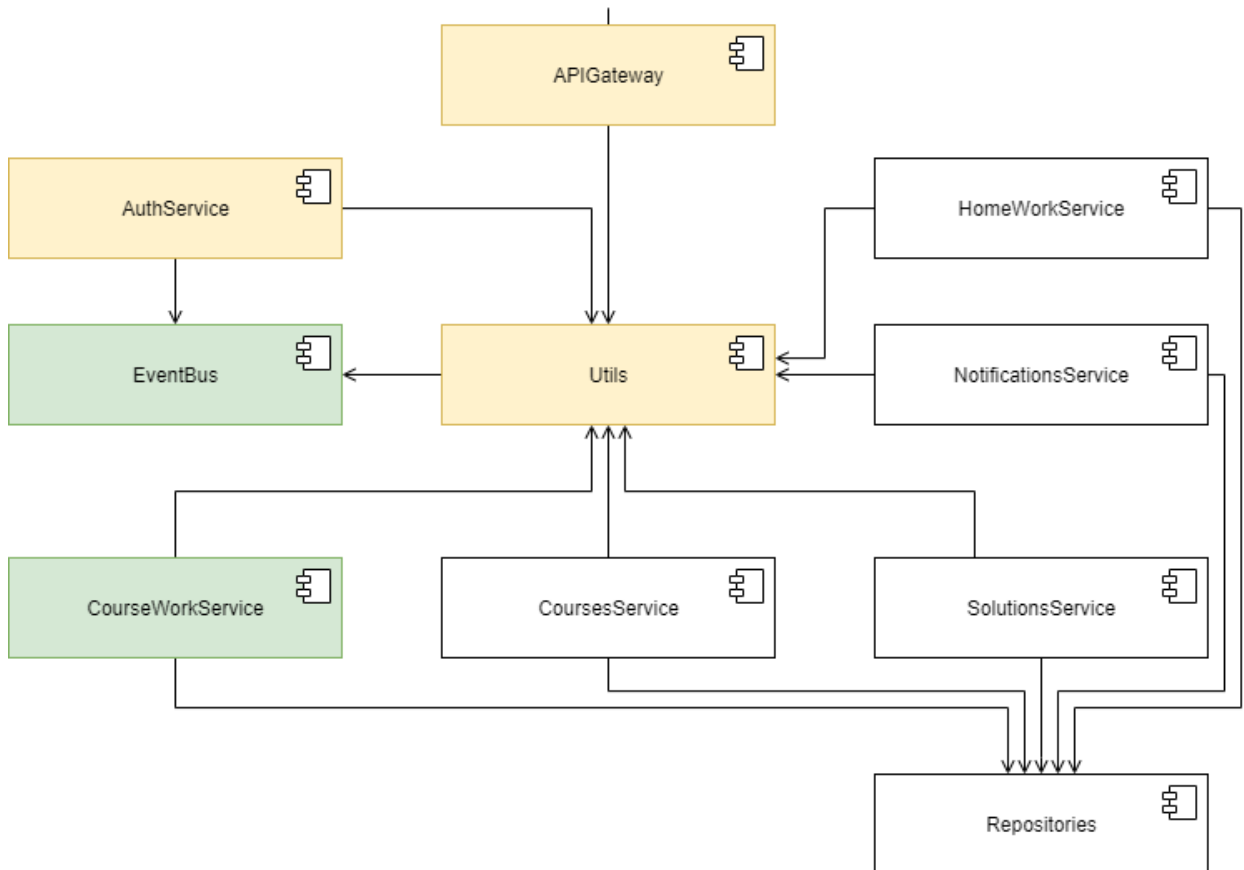 APIGateway
AuthService
HomeWorkService
EventBus
Utils
NotificationsService
CourseWorkService
CoursesService
SolutionsService
Repositories